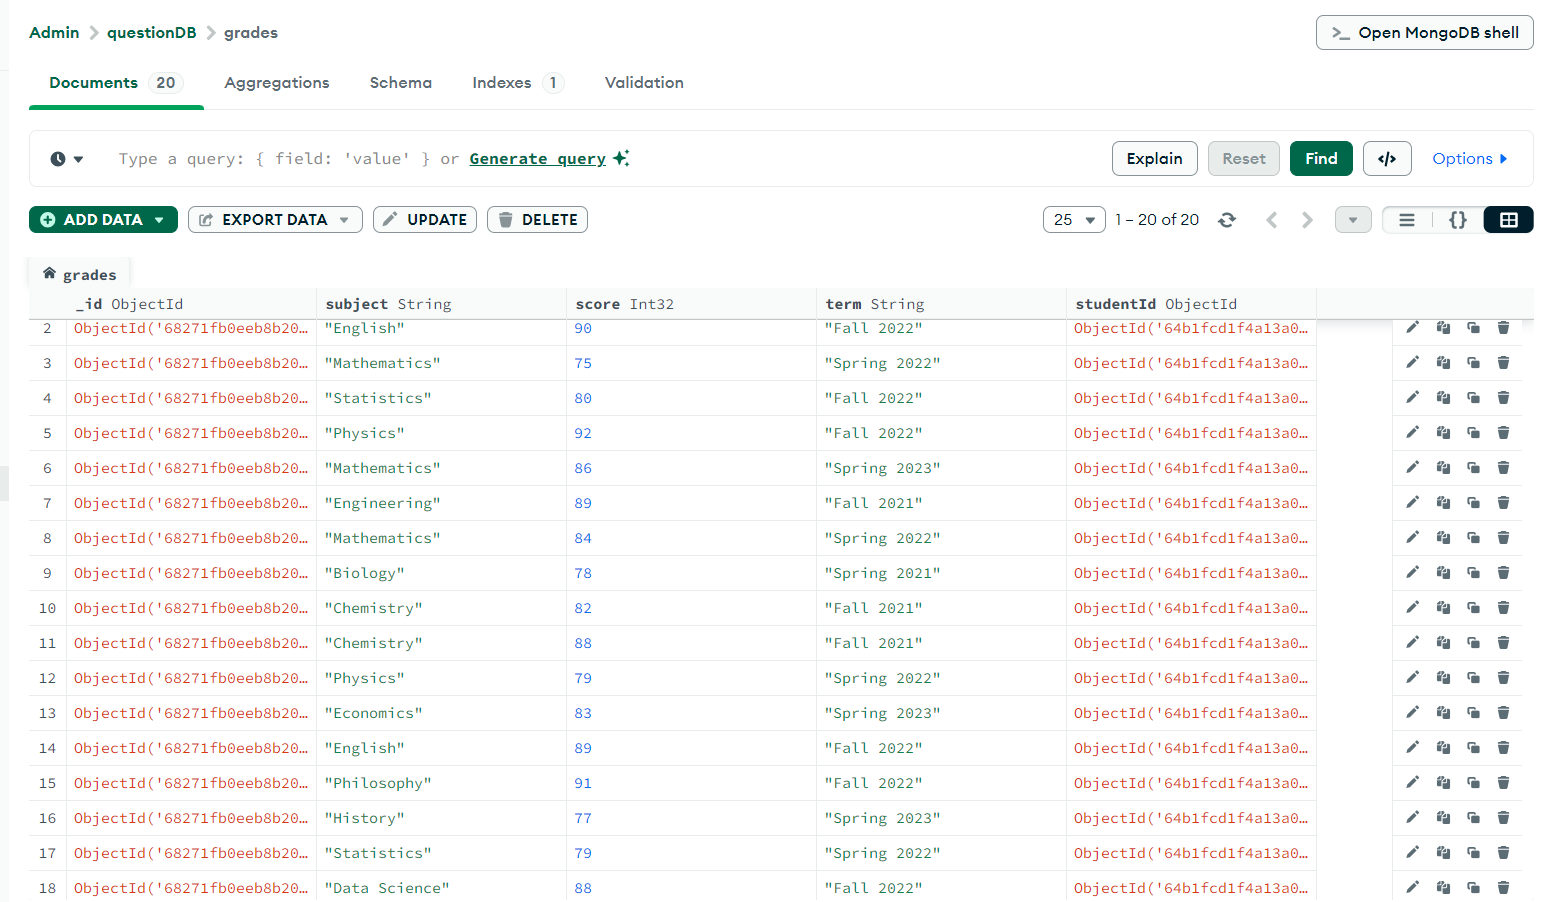 Admin > questionDB > grades
>_ Open MongoDB shell
Documents 20 Aggregations Schema Indexes 1 Validation
Type a query: { field: 'value' } or Generate query
Explain Reset Find </> Options
ADD DATA EXPORT DATA UPDATE DELETE
25 1 – 20 of 20 {}
grades
_id ObjectId subject String score Int32 term String studentId ObjectId
2 ObjectId('68271fb0eeb8b20… "English" 90 "Fall 2022" ObjectId('64b1fcd1f4a13a0…
3 ObjectId('68271fb0eeb8b20… "Mathematics" 75 "Spring 2022" ObjectId('64b1fcd1f4a13a0…
4 ObjectId('68271fb0eeb8b20… "Statistics" 80 "Fall 2022" ObjectId('64b1fcd1f4a13a0…
5 ObjectId('68271fb0eeb8b20… "Physics" 92 "Fall 2022" ObjectId('64b1fcd1f4a13a0…
6 ObjectId('68271fb0eeb8b20… "Mathematics" 86 "Spring 2023" ObjectId('64b1fcd1f4a13a0…
7 ObjectId('68271fb0eeb8b20… "Engineering" 89 "Fall 2021" ObjectId('64b1fcd1f4a13a0…
8 ObjectId('68271fb0eeb8b20… "Mathematics" 84 "Spring 2022" ObjectId('64b1fcd1f4a13a0…
9 ObjectId('68271fb0eeb8b20… "Biology" 78 "Spring 2021" ObjectId('64b1fcd1f4a13a0…
10 ObjectId('68271fb0eeb8b20… "Chemistry" 82 "Fall 2021" ObjectId('64b1fcd1f4a13a0…
11 ObjectId('68271fb0eeb8b20… "Chemistry" 88 "Fall 2021" ObjectId('64b1fcd1f4a13a0…
12 ObjectId('68271fb0eeb8b20… "Physics" 79 "Spring 2022" ObjectId('64b1fcd1f4a13a0…
13 ObjectId('68271fb0eeb8b20… "Economics" 83 "Spring 2023" ObjectId('64b1fcd1f4a13a0…
14 ObjectId('68271fb0eeb8b20… "English" 89 "Fall 2022" ObjectId('64b1fcd1f4a13a0…
15 ObjectId('68271fb0eeb8b20… "Philosophy" 91 "Fall 2022" ObjectId('64b1fcd1f4a13a0…
16 ObjectId('68271fb0eeb8b20… "History" 77 "Spring 2023" ObjectId('64b1fcd1f4a13a0…
17 ObjectId('68271fb0eeb8b20… "Statistics" 79 "Spring 2022" ObjectId('64b1fcd1f4a13a0…
18 ObjectId('68271fb0eeb8b20… "Data Science" 88 "Fall 2022" ObjectId('64b1fcd1f4a13a0…